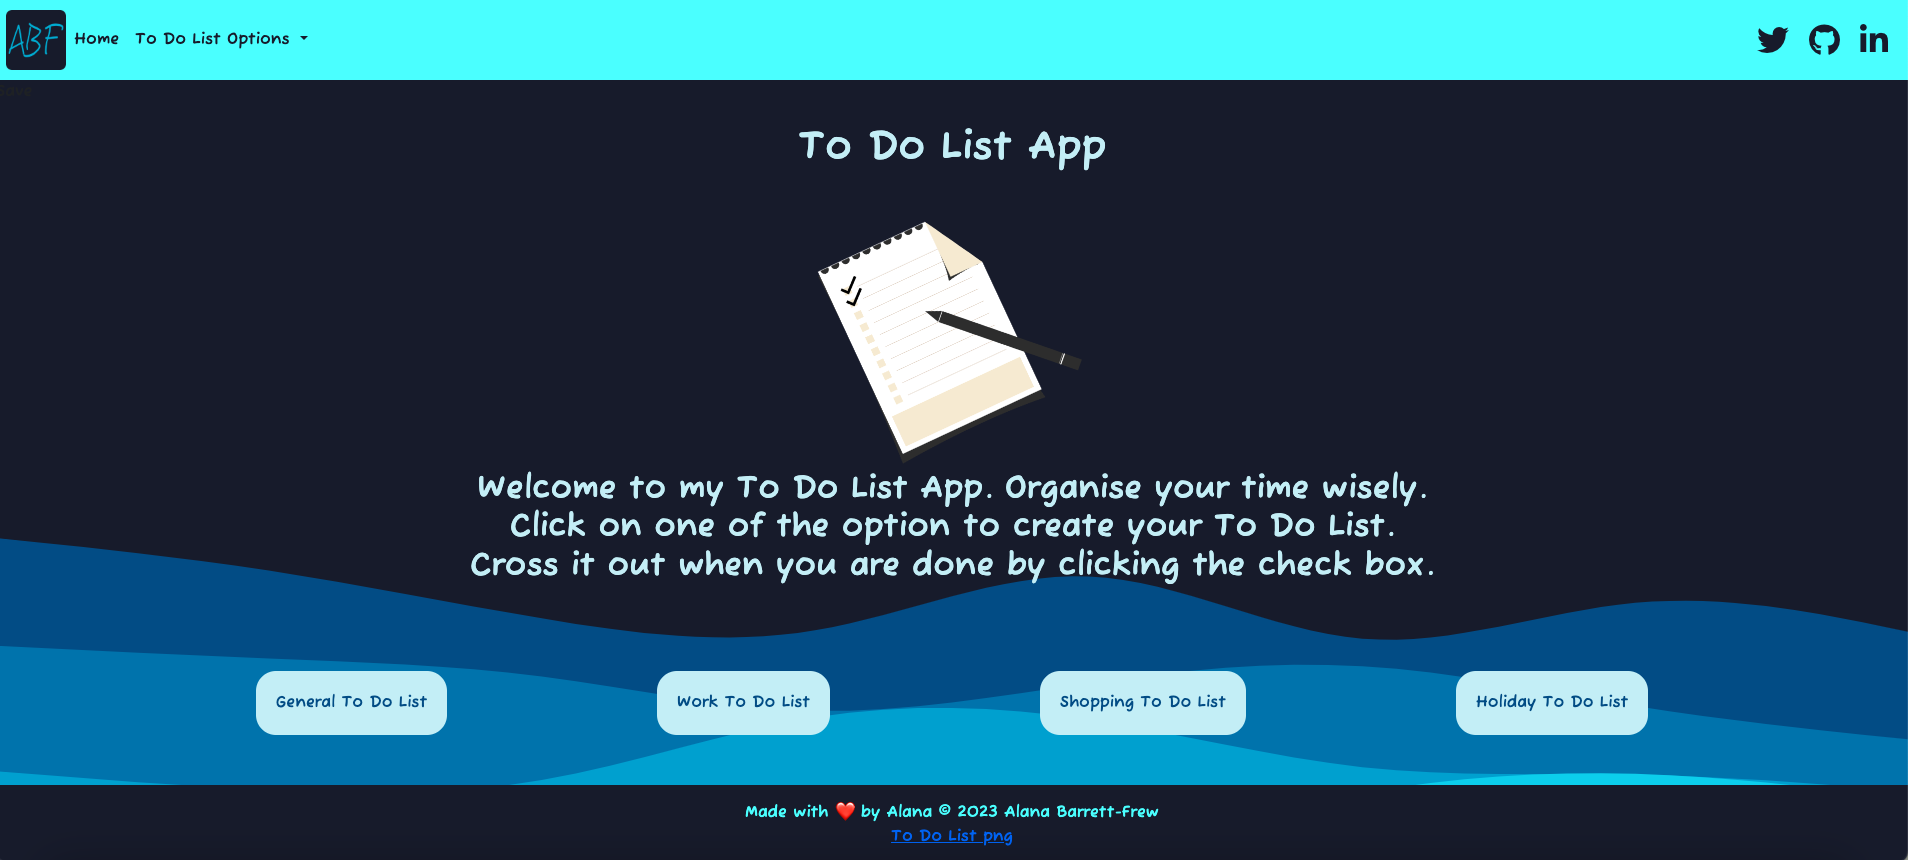 ABF
Home
To Do List Options
To Do List App
Welcome to my To Do List App. Organise your time wisely.
Click on one of the option to create your To Do List.
Cross it out when you are done by clicking the check box.
General To Do List
Work To Do List
Shopping To Do List
Holiday To Do List
Made with ❤️ by Alana © 2023 Alana Barrett-Frew
To Do List png